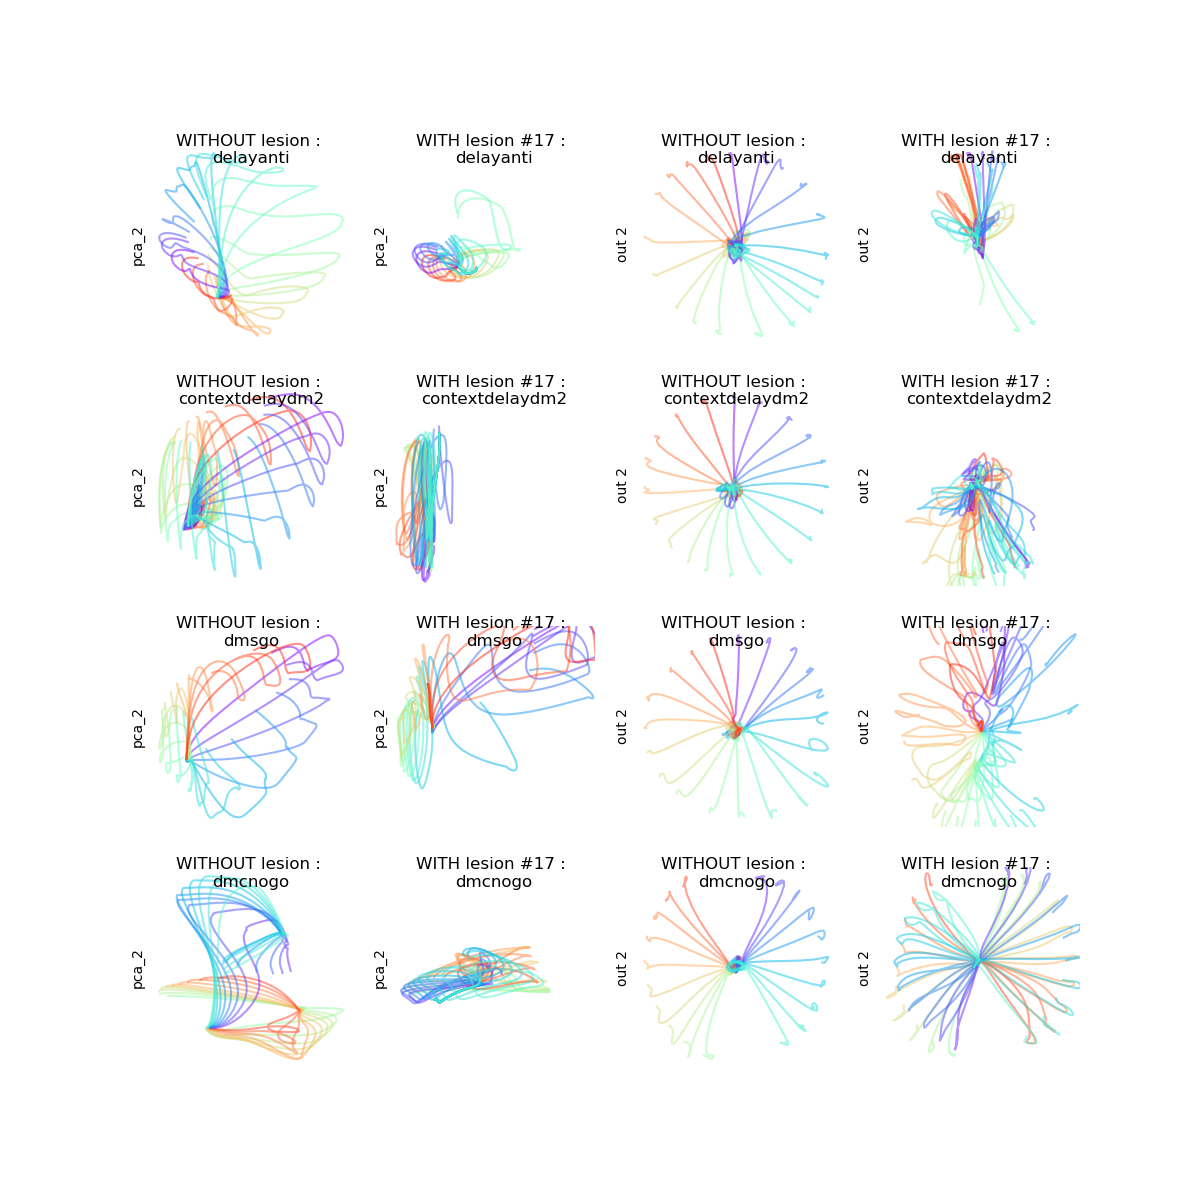 WITHOUT lesion :
delayanti
WITH lesion #17 :
delayanti
WITHOUT lesion :
delayanti
WITH lesion #17 :
delayanti
pca_2
pca_2
out 2
out 2
WITHOUT lesion :
contextdelaydm2
WITH lesion #17 :
contextdelaydm2
WITHOUT lesion :
contextdelaydm2
WITH lesion #17 :
contextdelaydm2
pca_2
pca_2
out 2
out 2
WITHOUT lesion :
dmsgo
WITH lesion #17 :
dmsgo
WITHOUT lesion :
dmsgo
WITH lesion #17 :
dmsgo
pca_2
pca_2
out 2
out 2
WITHOUT lesion :
dmcnogo
WITH lesion #17 :
dmcnogo
WITHOUT lesion :
dmcnogo
WITH lesion #17 :
dmcnogo
pca_2
pca_2
out 2
out 2